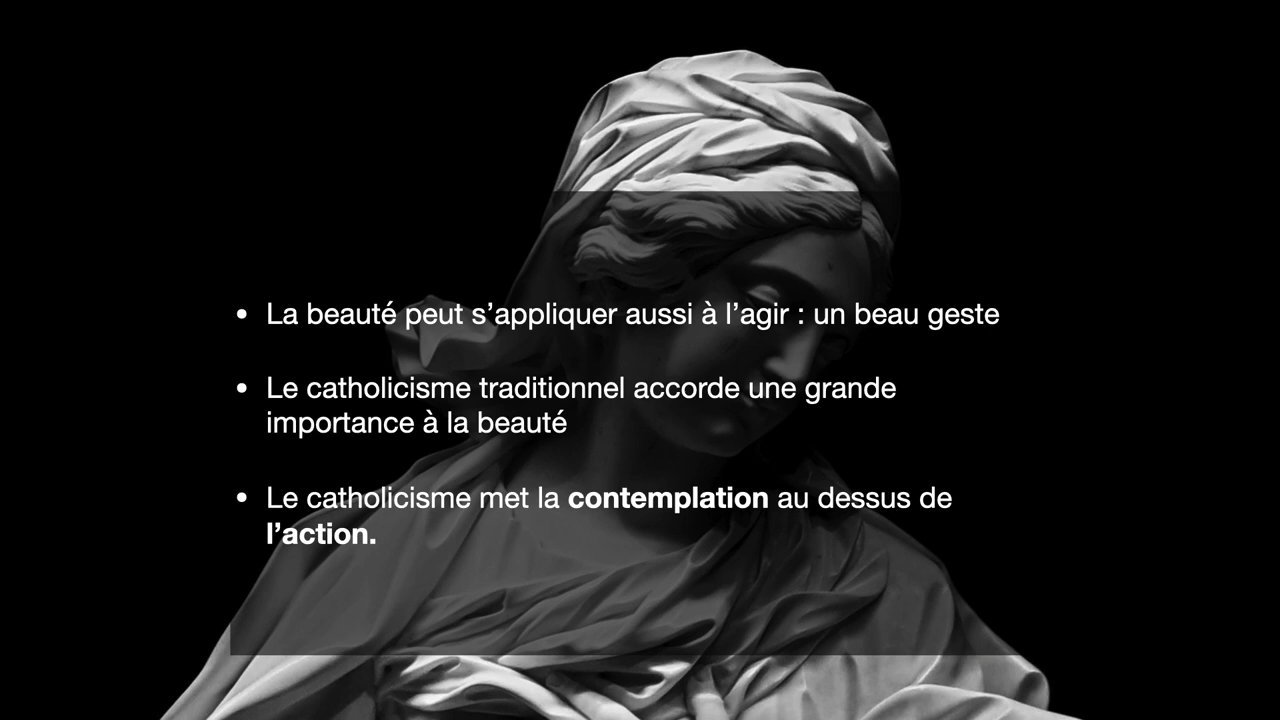 • La beauté peut s’appliquer aussi à l’agir : un beau geste
• Le catholicisme traditionnel accorde une grande
importance à la beauté
• Le catholicisme met la contemplation au dessus de
l’action.